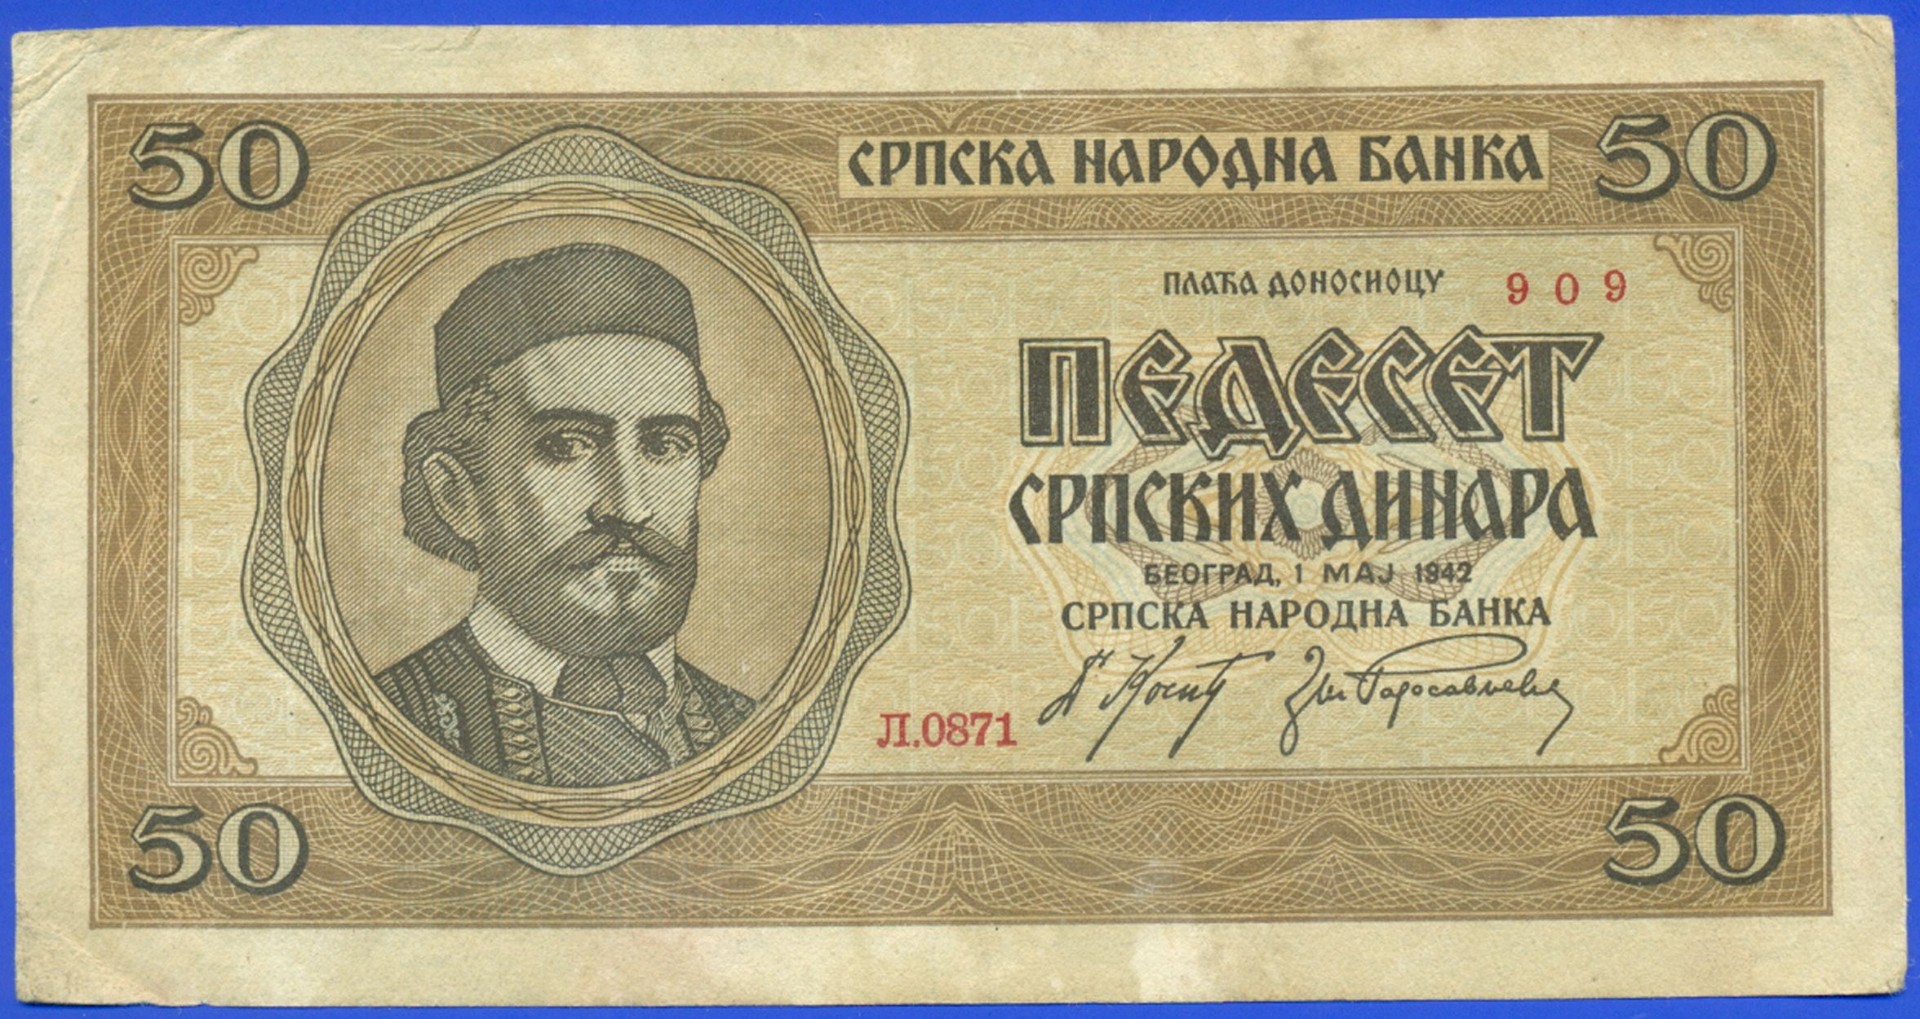 50 СРПСКА НАРОДНА БАНКА 50
ПЛАЋА ДОНОСИОЦУ 909
ПЕДЕСЕТ
СРПСКИХ ДИНАРА
БЕОГРАД, 1 МАЈ 1942
СРПСКА НАРОДНА БАНКА
Радосављевић
Л.0871
50 50